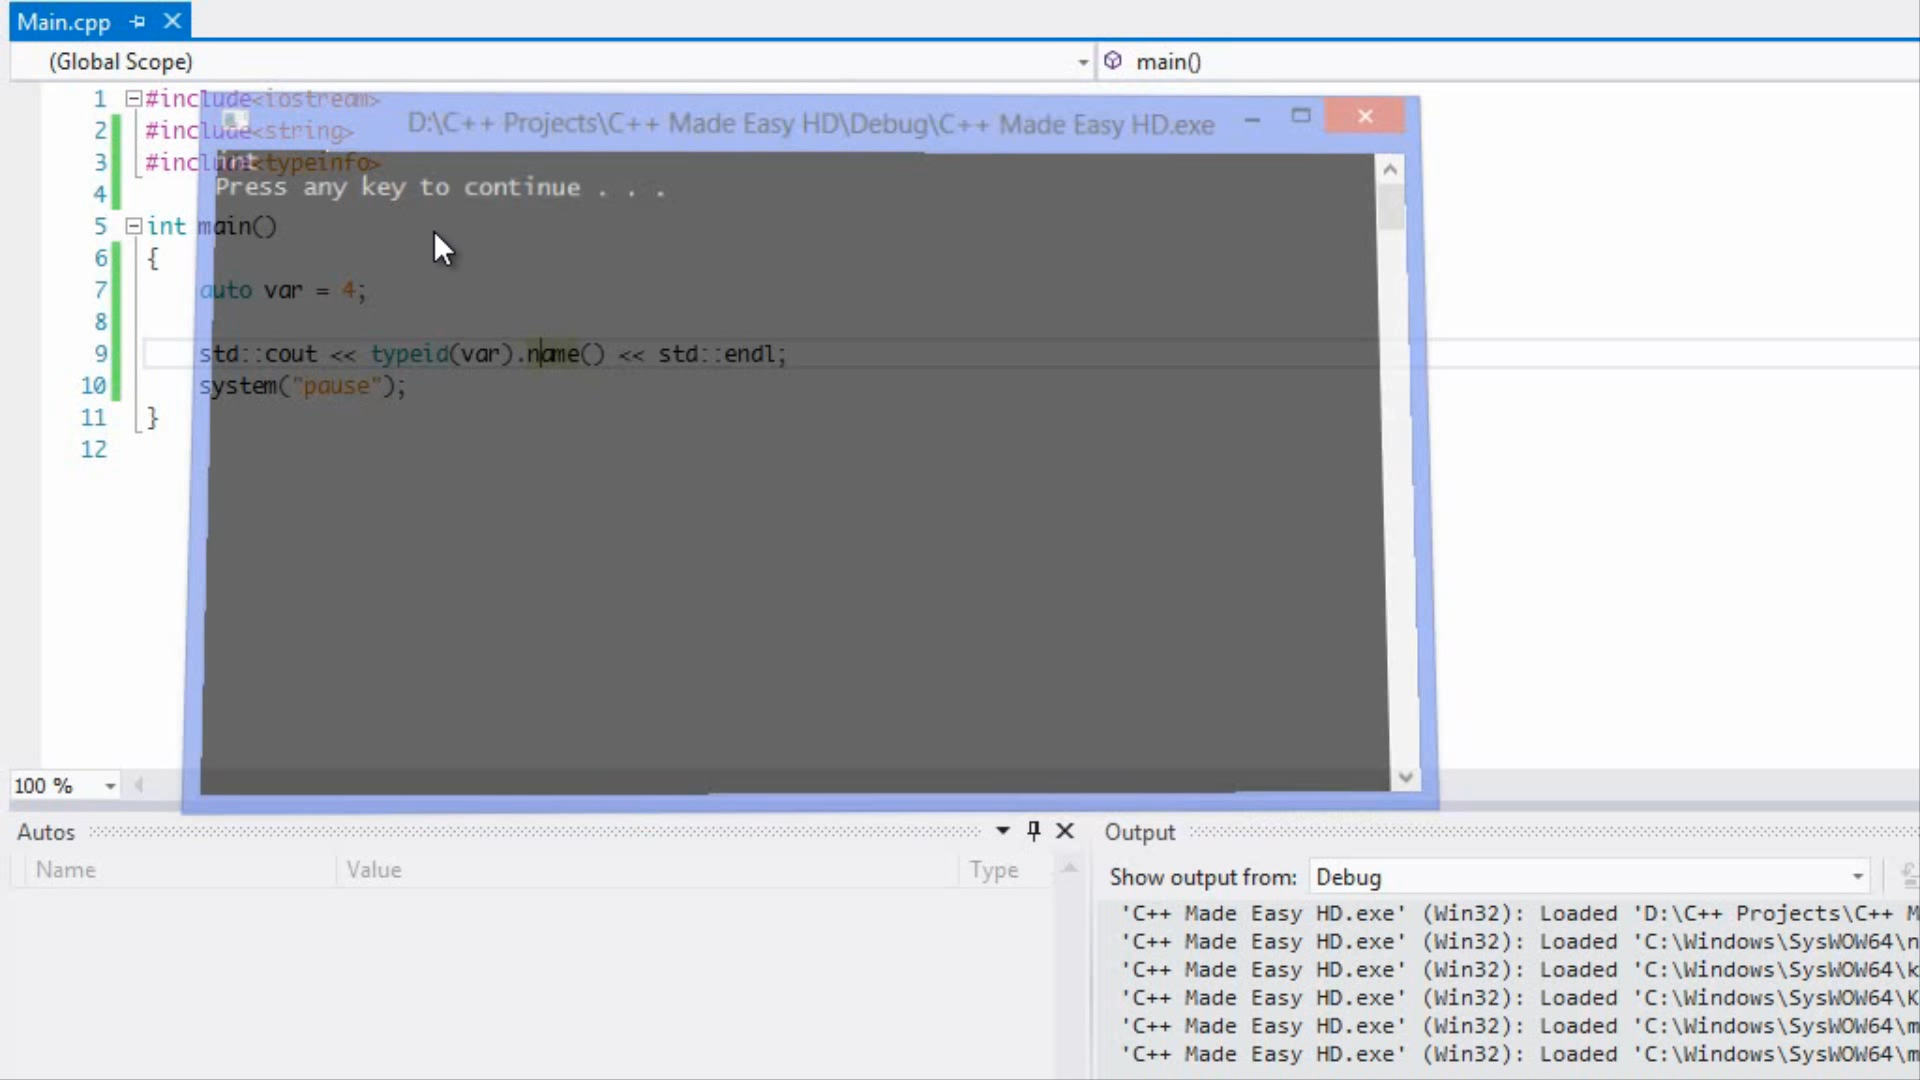 Main.cpp
(Global Scope)
main()
1 #include<iostream>
2 #include<string>
3 #include<typeinfo>
4
5 int main()
6 {
7 auto var = 4;
8
9 std::cout << typeid(var).name() << std::endl;
10 system("pause");
11 }
12
D:\C++ Projects\C++ Made Easy HD\Debug\C++ Made Easy HD.exe
int
Press any key to continue . . .
100 %
Autos
Name Value Type
Output
Show output from: Debug
'C++ Made Easy HD.exe' (Win32): Loaded 'D:\C++ Projects\C++ M
'C++ Made Easy HD.exe' (Win32): Loaded 'C:\Windows\SysWOW64\n
'C++ Made Easy HD.exe' (Win32): Loaded 'C:\Windows\SysWOW64\k
'C++ Made Easy HD.exe' (Win32): Loaded 'C:\Windows\SysWOW64\K
'C++ Made Easy HD.exe' (Win32): Loaded 'C:\Windows\SysWOW64\m
'C++ Made Easy HD.exe' (Win32): Loaded 'C:\Windows\SysWOW64\m